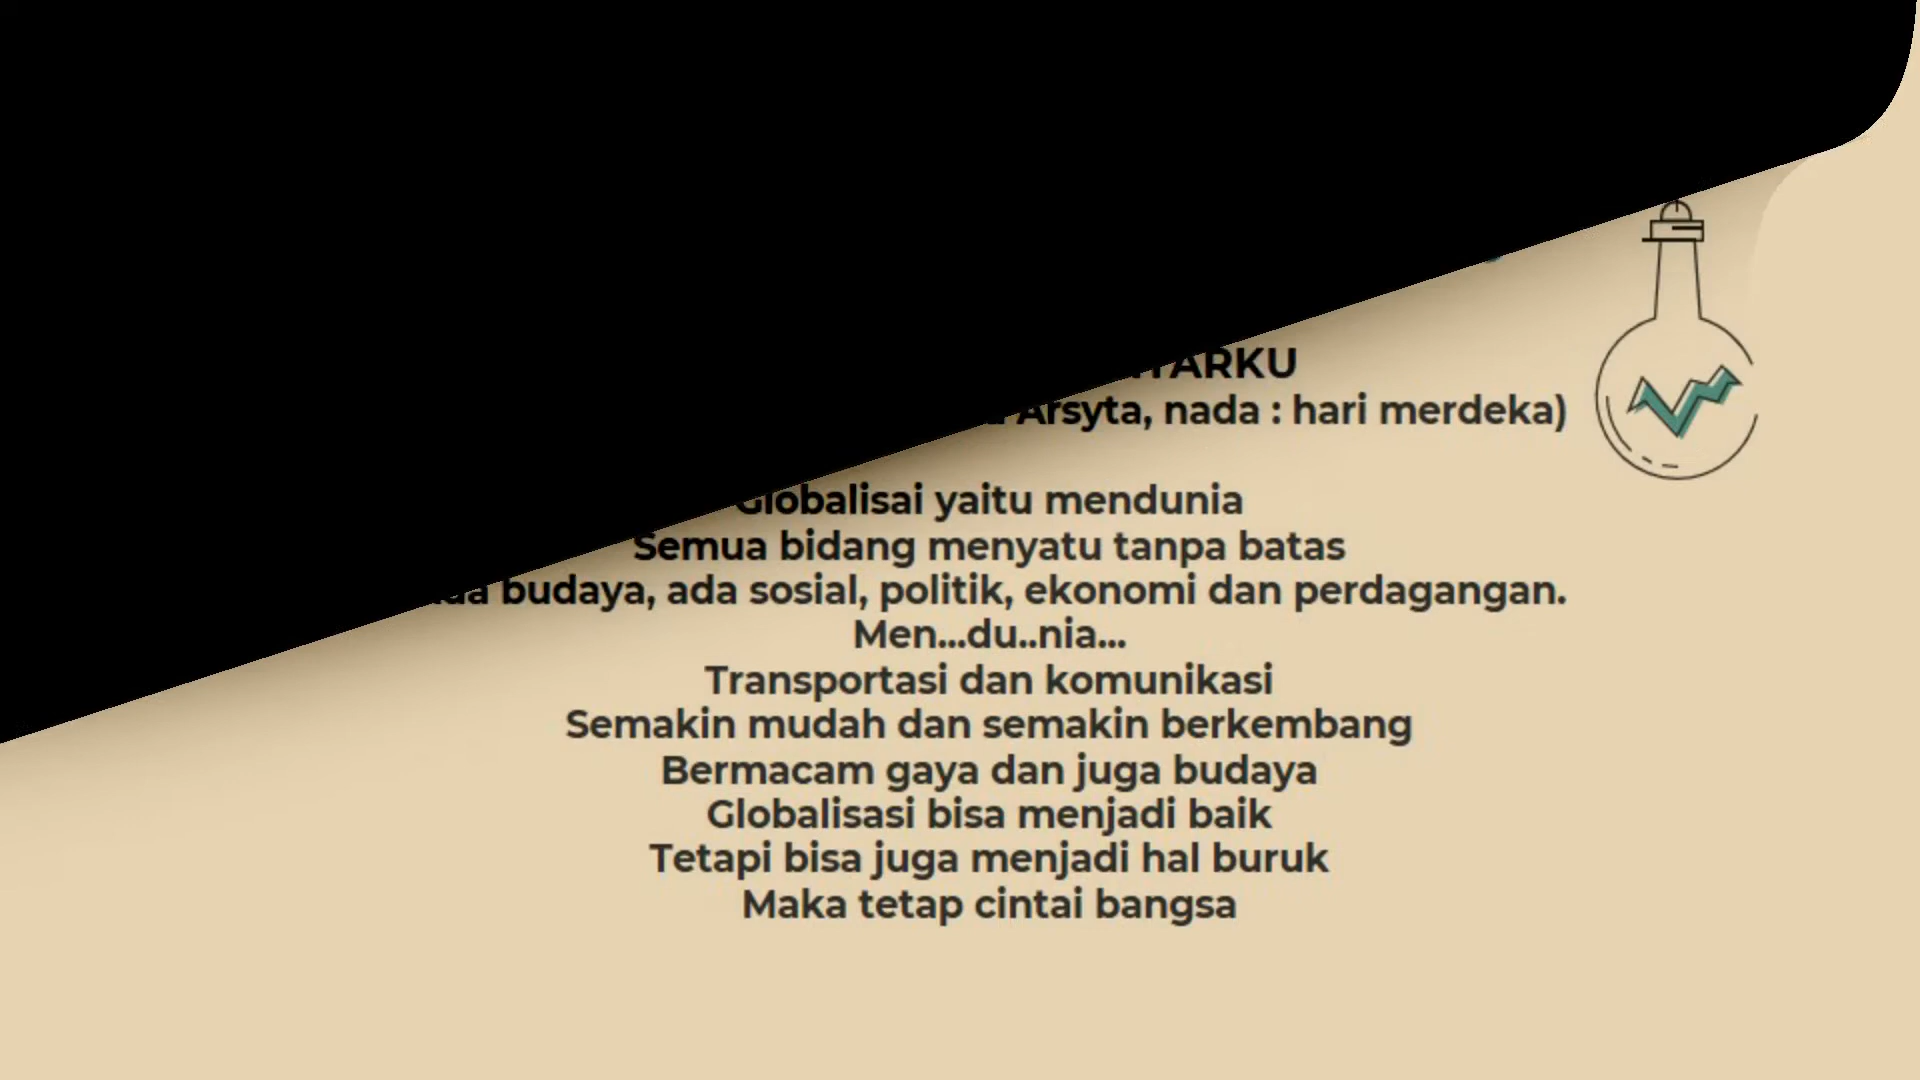 Arsyta, nada : hari merdeka)
Globalisai yaitu mendunia
Semua bidang menyatu tanpa batas
budaya, ada sosial, politik, ekonomi dan perdagangan.
Men...du..nia...
Transportasi dan komunikasi
Semakin mudah dan semakin berkembang
Bermacam gaya dan juga budaya
Globalisasi bisa menjadi baik
Tetapi bisa juga menjadi hal buruk
Maka tetap cintai bangsa